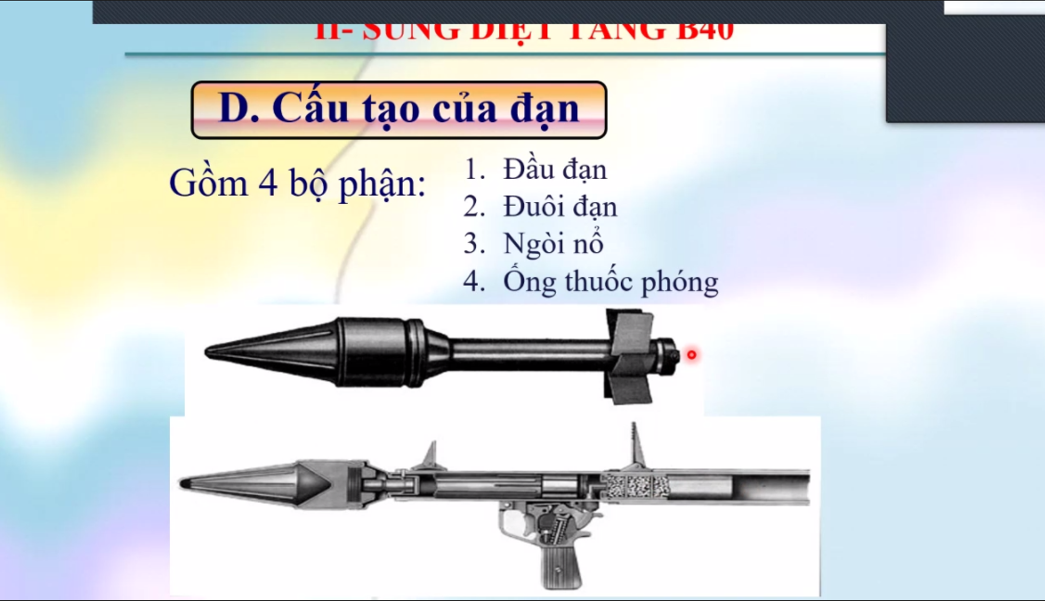 II- SÚNG DIỆT TĂNG B40
D. Cấu tạo của đạn
Gồm 4 bộ phận:
1. Đầu đạn
2. Đuôi đạn
3. Ngòi nổ
4. Ống thuốc phóng